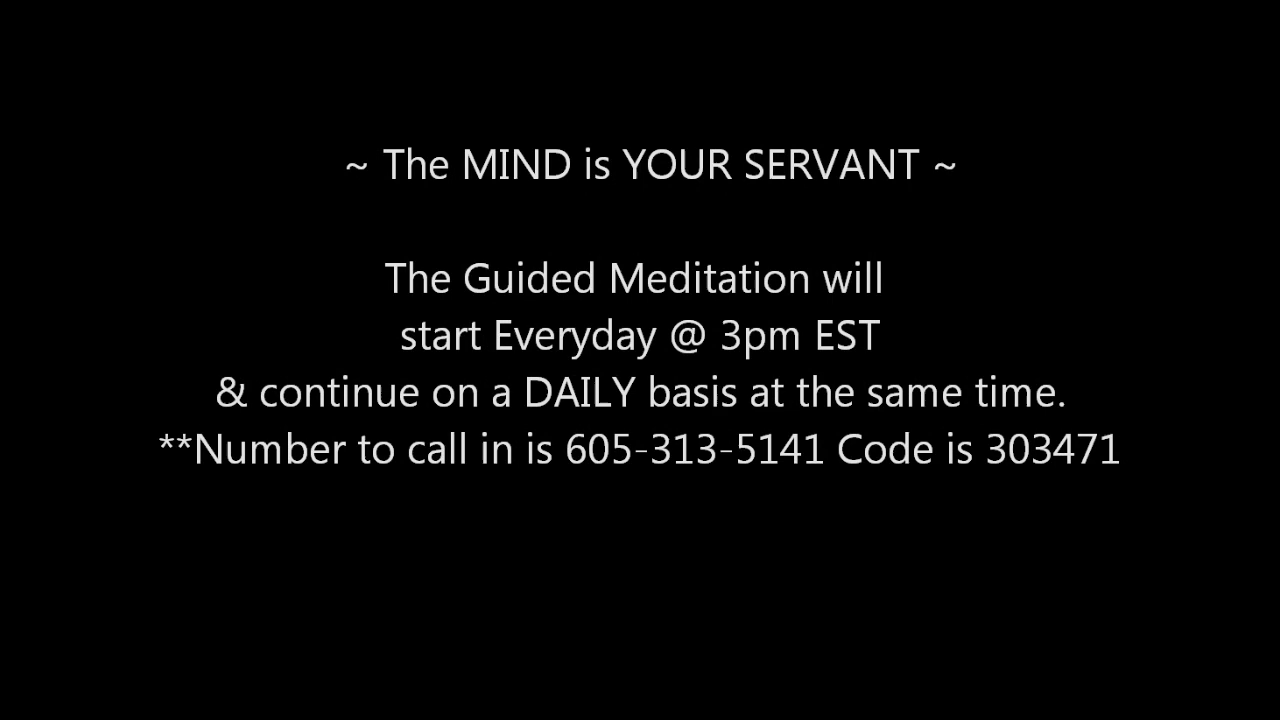 ~ The MIND is YOUR SERVANT ~
The Guided Meditation will
start Everyday @ 3pm EST
& continue on a DAILY basis at the same time.
**Number to call in is 605-313-5141 Code is 303471